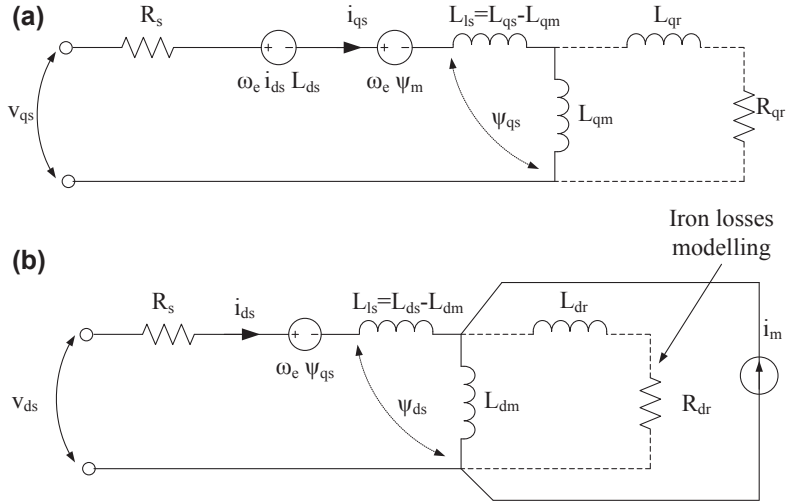 (a)
R_s
i_qs
L_ls=L_qs-L_qm
L_qr
ω_e i_ds L_ds
ω_e ψ_m
v_qs
ψ_qs
L_qm
R_qr
Iron losses
modelling
(b)
R_s
i_ds
L_ls=L_ds-L_dm
L_dr
i_m
ω_e ψ_qs
v_ds
ψ_ds
L_dm
R_dr